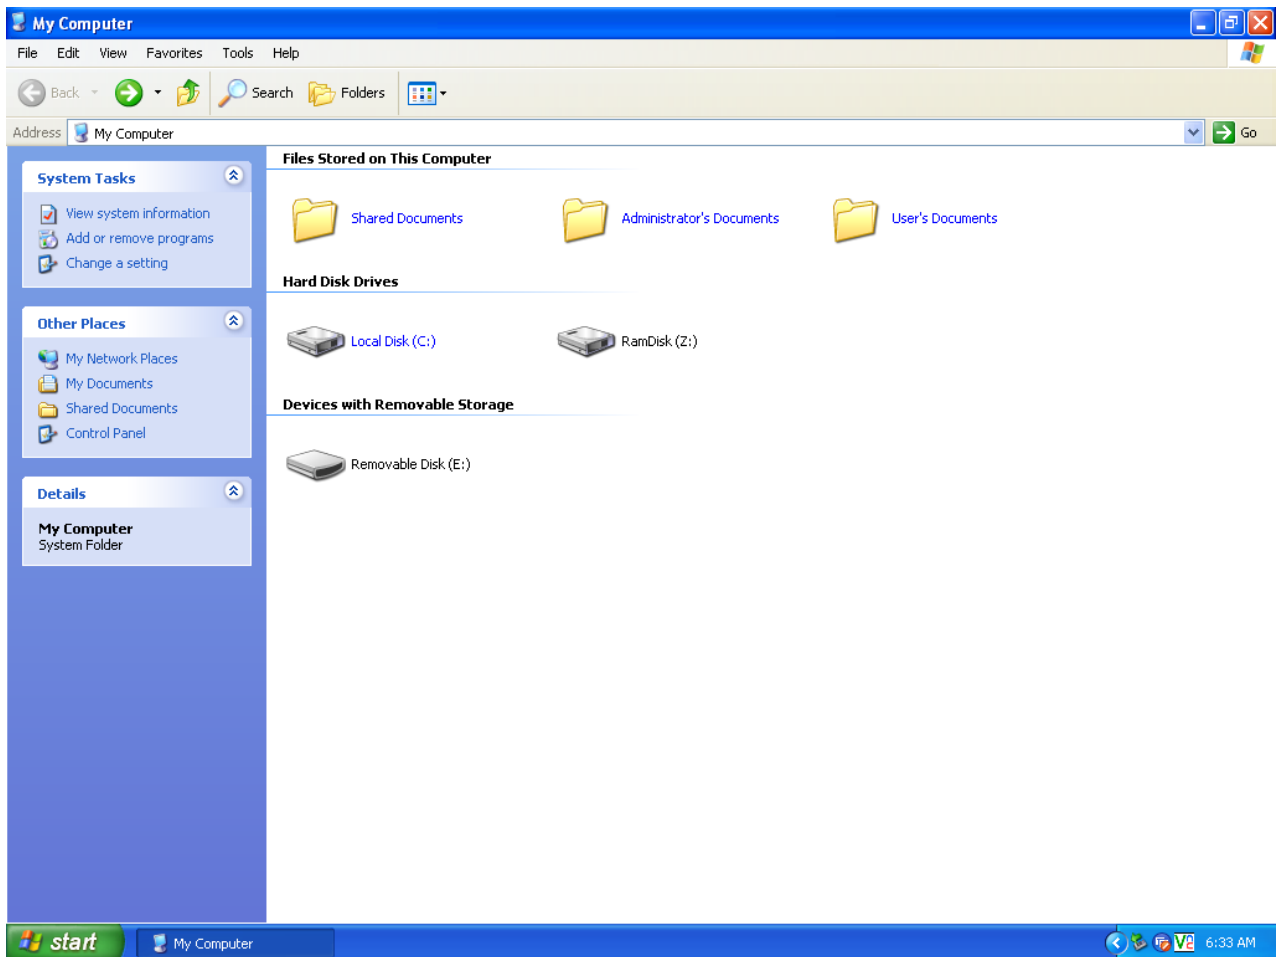 My Computer
File Edit View Favorites Tools Help
Back Search Folders
Address My Computer Go
System Tasks
View system information
Add or remove programs
Change a setting
Other Places
My Network Places
My Documents
Shared Documents
Control Panel
Details
My Computer
System Folder
Files Stored on This Computer
Shared Documents Administrator's Documents User's Documents
Hard Disk Drives
Local Disk (C:) RamDisk (Z:)
Devices with Removable Storage
Removable Disk (E:)
start My Computer V2 6:33 AM